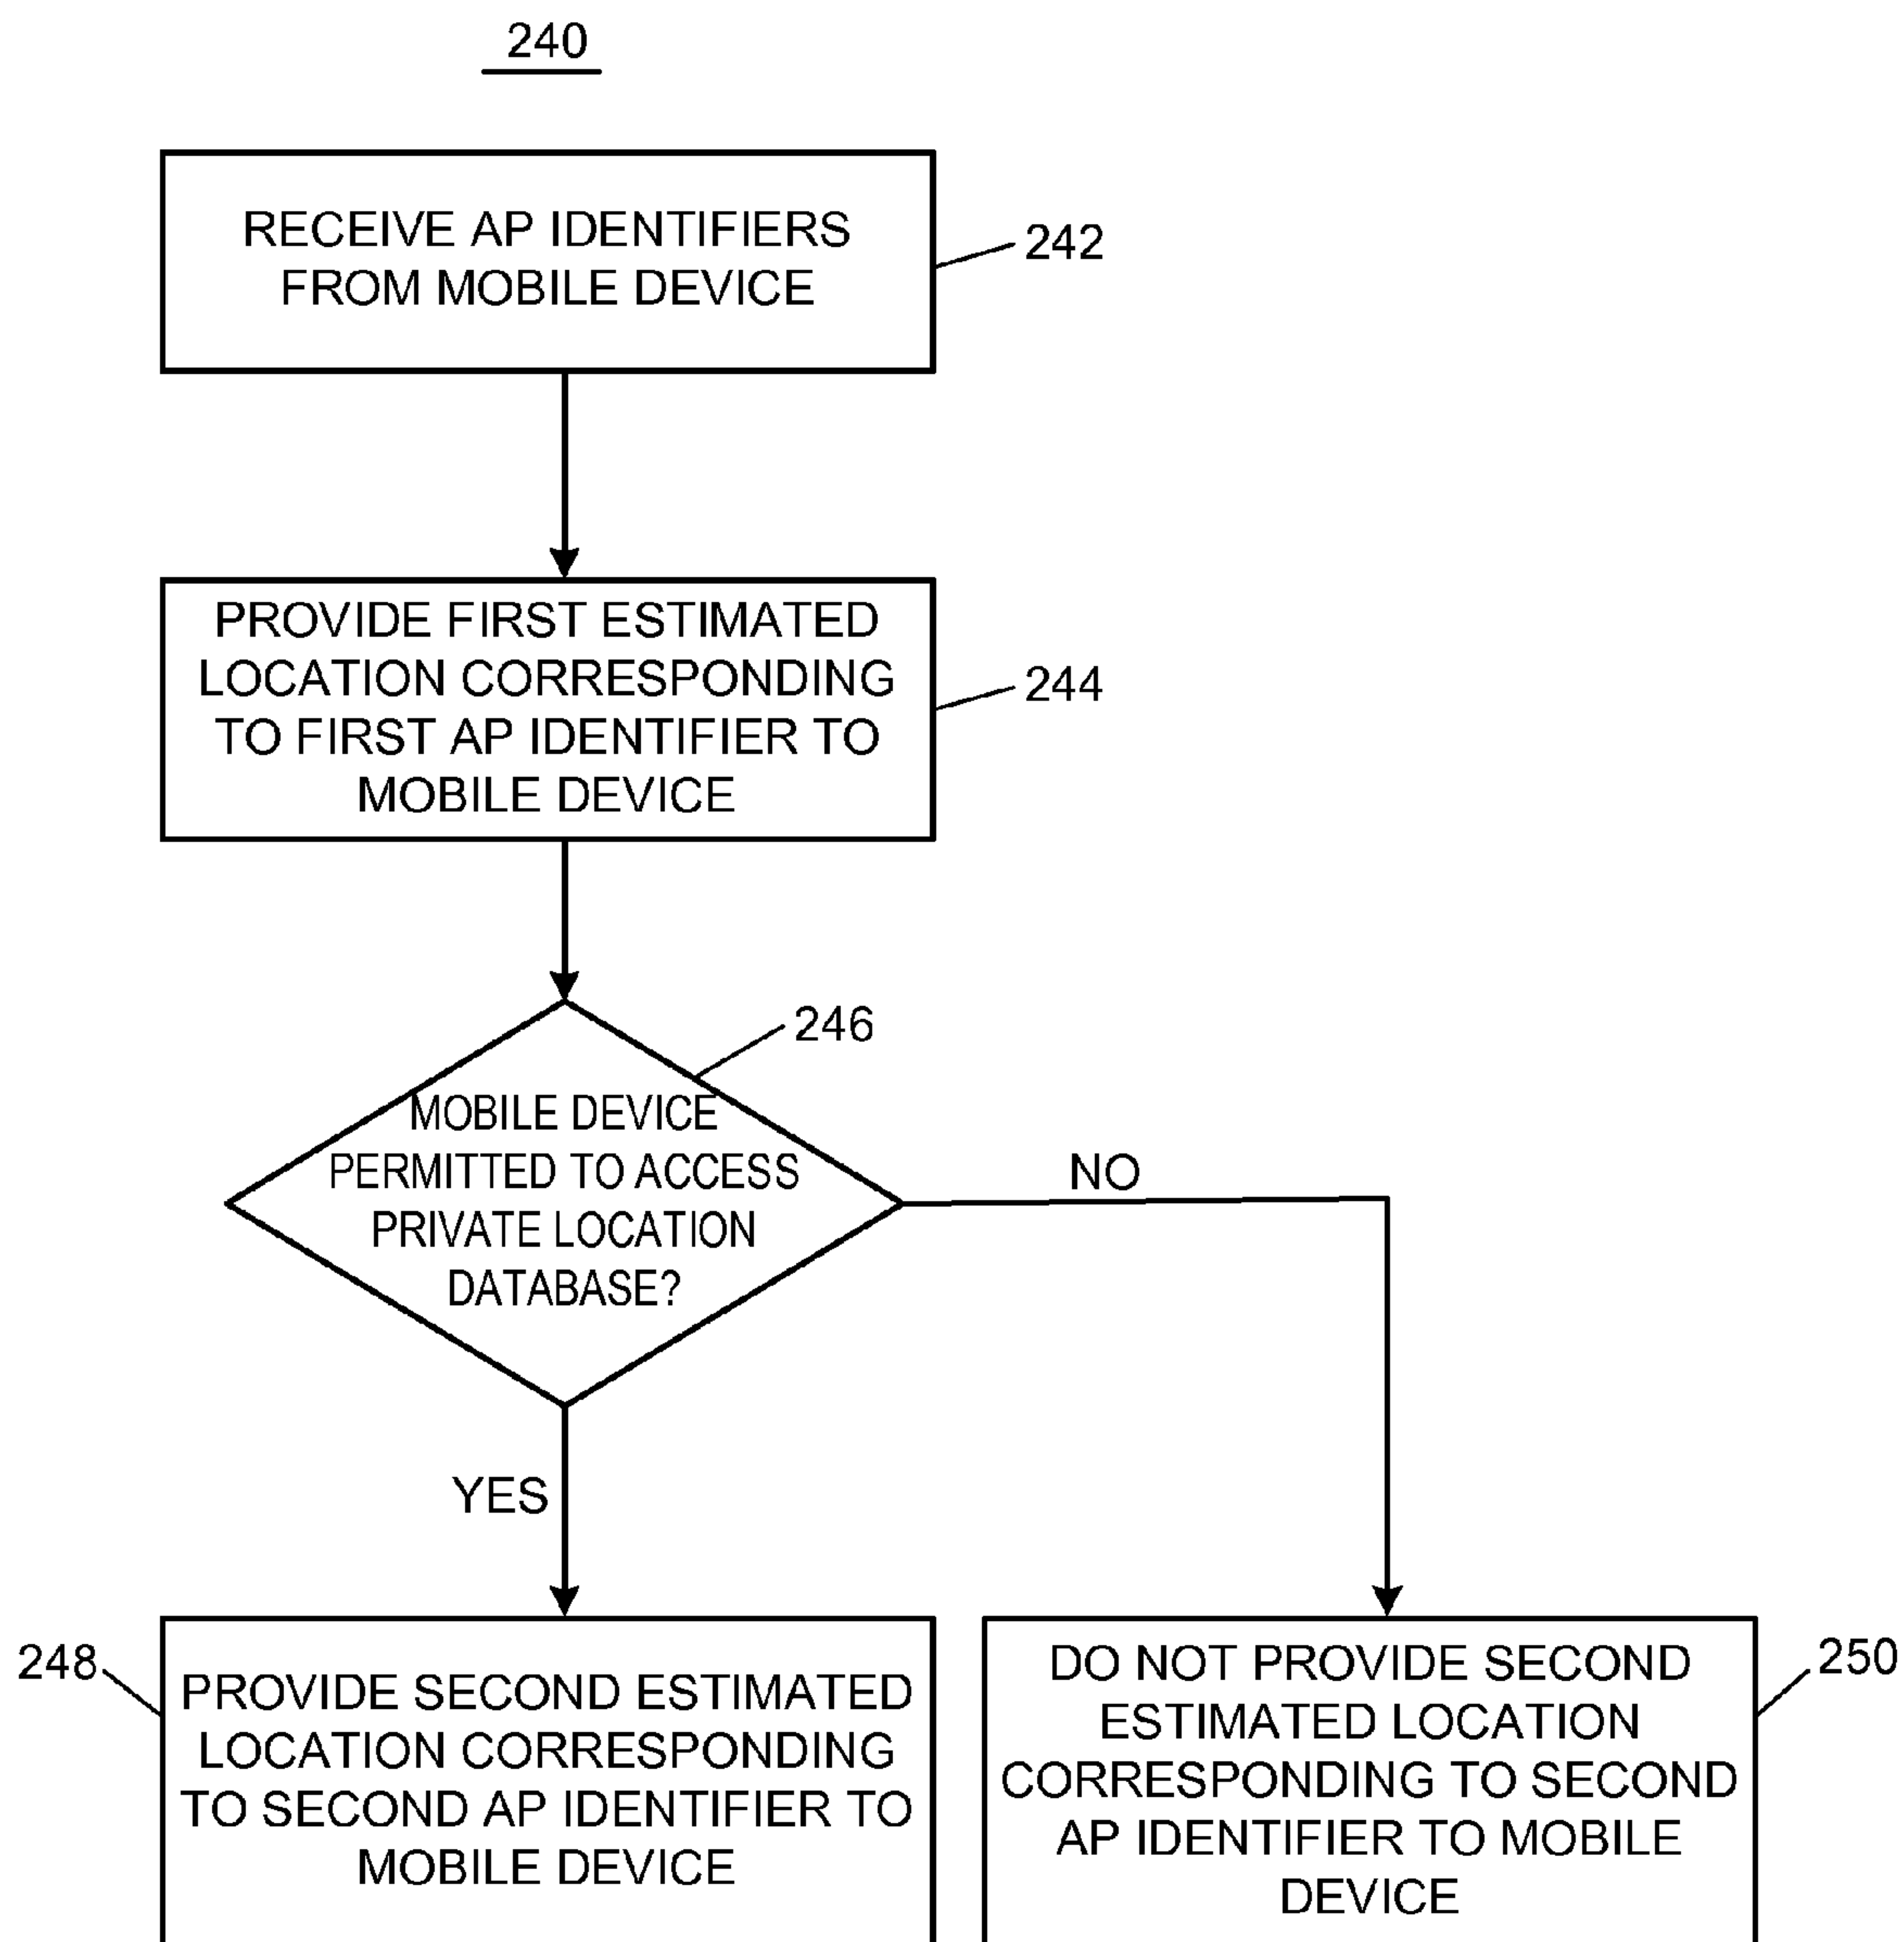 240
RECEIVE AP IDENTIFIERS
FROM MOBILE DEVICE
242
PROVIDE FIRST ESTIMATED
LOCATION CORRESPONDING
TO FIRST AP IDENTIFIER TO
MOBILE DEVICE
244
246
MOBILE DEVICE
PERMITTED TO ACCESS
PRIVATE LOCATION
DATABASE?
NO
YES
248
PROVIDE SECOND ESTIMATED
LOCATION CORRESPONDING
TO SECOND AP IDENTIFIER TO
MOBILE DEVICE
DO NOT PROVIDE SECOND
ESTIMATED LOCATION
CORRESPONDING TO SECOND
AP IDENTIFIER TO MOBILE
DEVICE
250